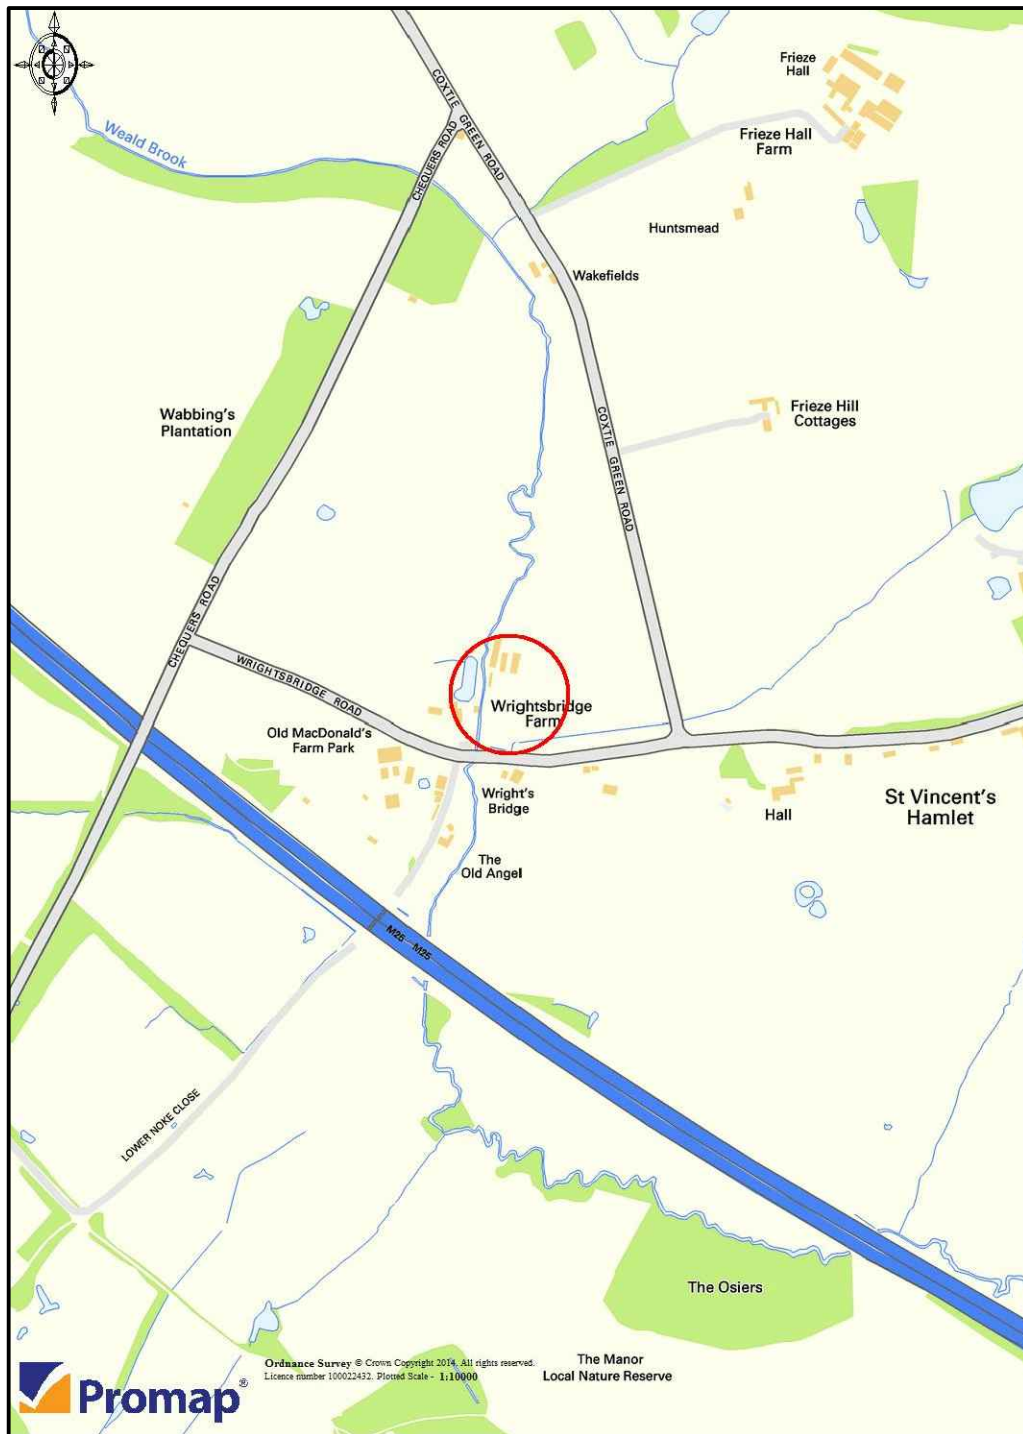 COXTIE GREEN ROAD
Frieze
Hall
Weald Brook
CHEQUERS ROAD
Frieze Hall
Farm
Huntsmead
Wakefields
Wabbing's
Plantation
Frieze Hill
Cottages
COXTIE GREEN ROAD
CHEQUERS ROAD
WRIGHTSBRIDGE ROAD
Wrightsbridge
Farm
Old MacDonald's
Farm Park
Wright's
Bridge
Hall
St Vincent's
Hamlet
The
Old Angel
M25
M25
LOWER NOKE CLOSE
The Osiers
The Manor
Local Nature Reserve
Ordnance Survey © Crown Copyright 2014. All rights reserved.
Licence number 100022432. Plotted Scale - 1:10000
Promap®